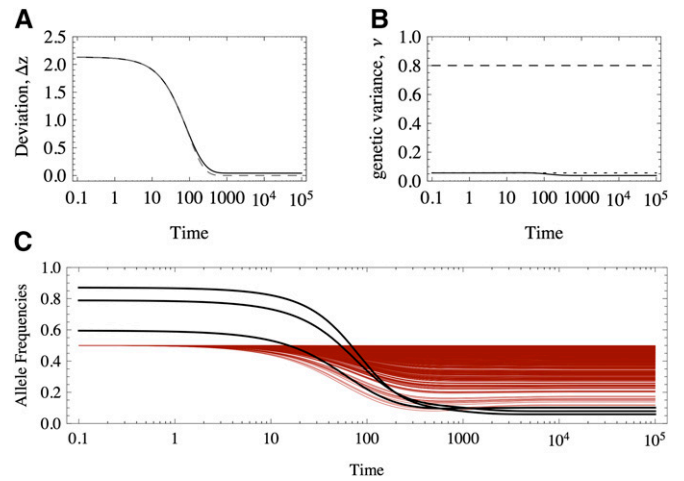 A
Deviation, Δz
2.5
2.0
1.5
1.0
0.5
0.0
0.1 1 10 100 1000 10⁴ 10⁵
Time
B
genetic variance, ν
1.0
0.8
0.6
0.4
0.2
0.0
0.1 1 10 100 1000 10⁴ 10⁵
Time
C
Allele Frequencies
1.0
0.8
0.6
0.4
0.2
0.0
0.1 1 10 100 1000 10⁴ 10⁵
Time